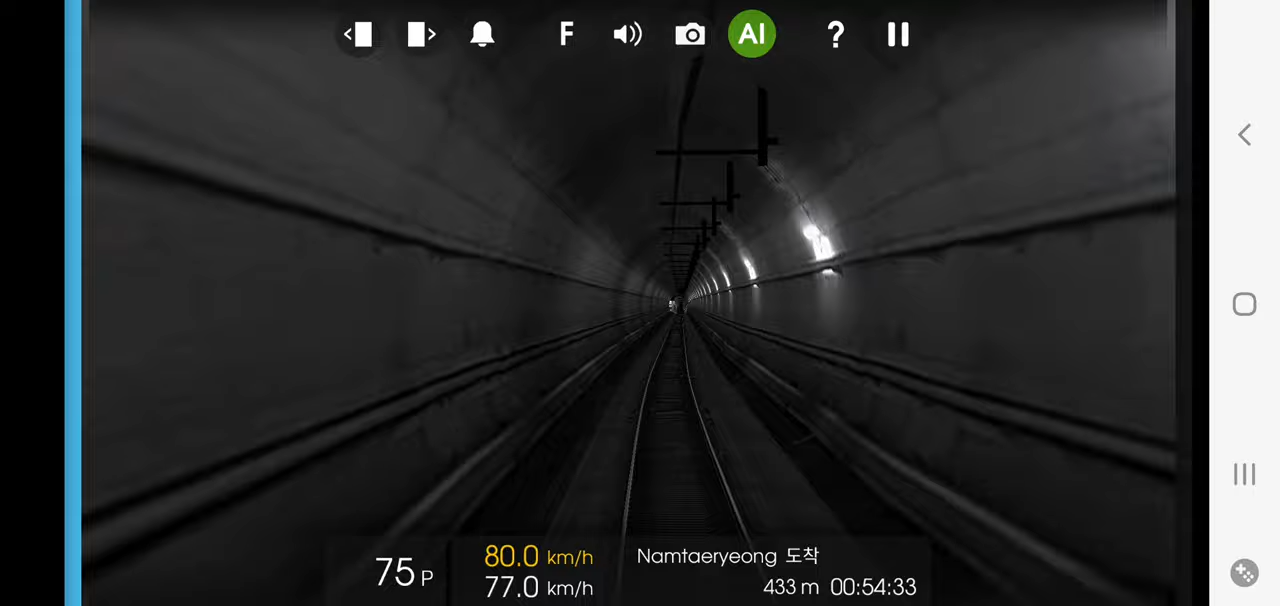 F
AI
?
75 P
80.0 km/h
77.0 km/h
Namtaeryeong 도착
433 m 00:54:33